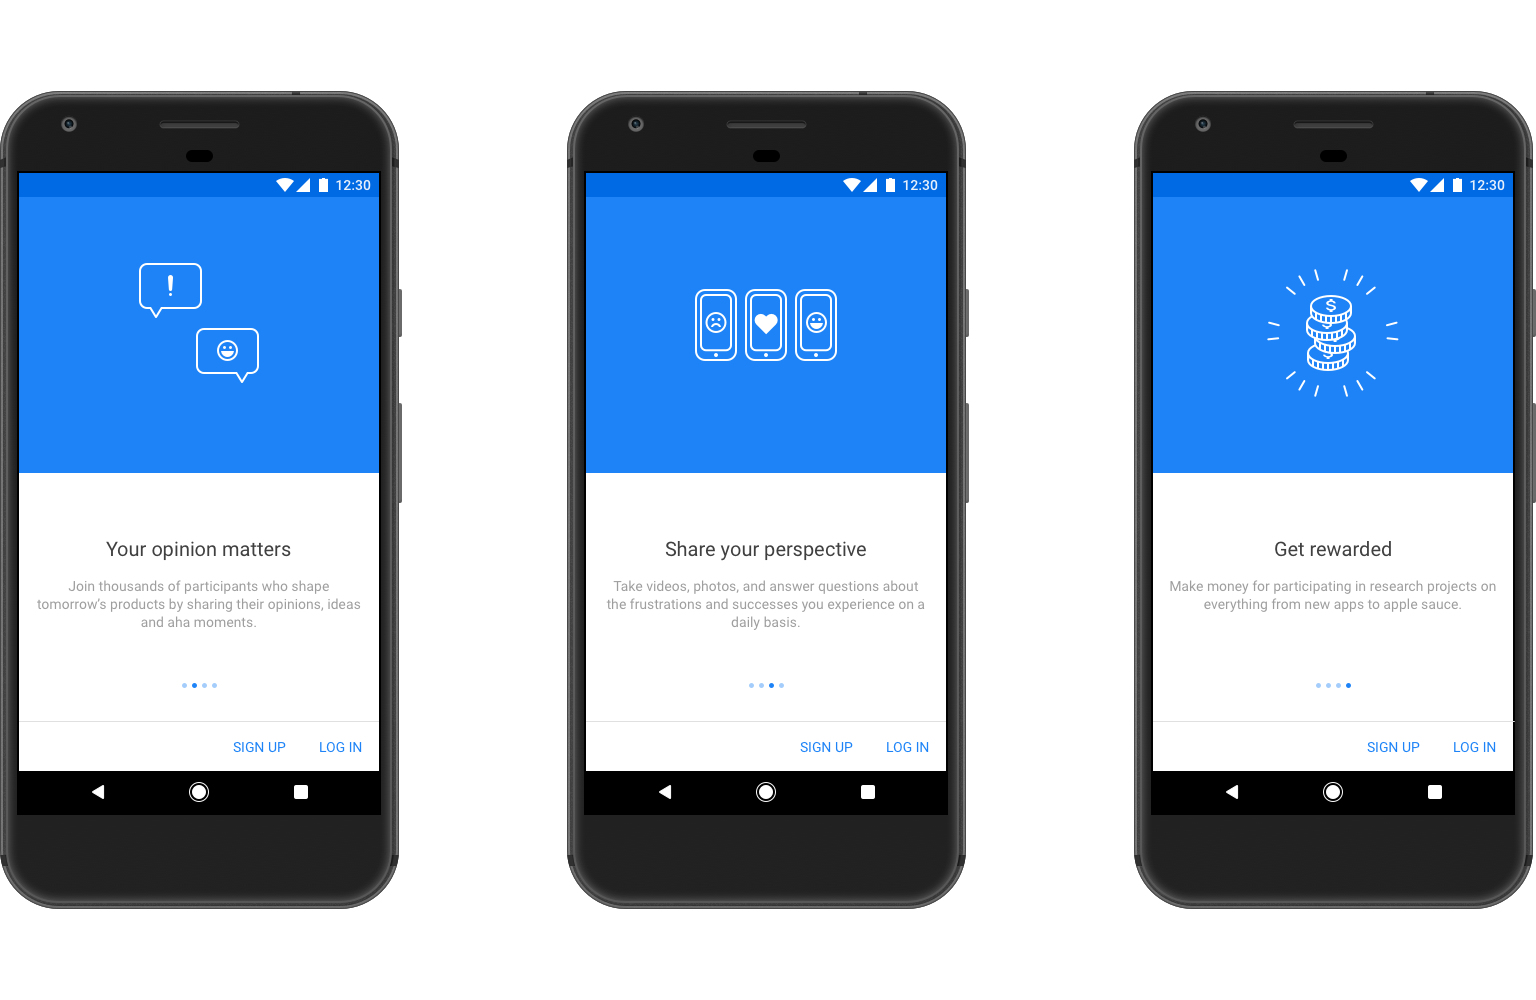 12:30
!
Your opinion matters
Join thousands of participants who shape
tomorrow's products by sharing their opinions, ideas
and aha moments.
SIGN UP LOG IN
12:30
Share your perspective
Take videos, photos, and answer questions about
the frustrations and successes you experience on a
daily basis.
SIGN UP LOG IN
12:30
$
Get rewarded
Make money for participating in research projects on
everything from new apps to apple sauce.
SIGN UP LOG IN